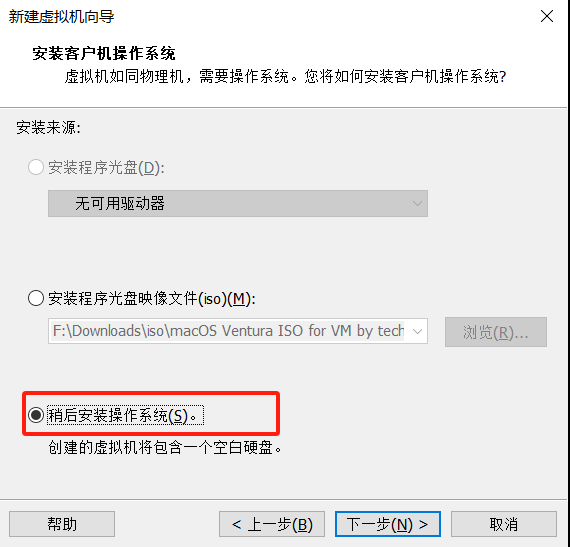 新建虚拟机向导
安装客户机操作系统
虚拟机如同物理机，需要操作系统。您将如何安装客户机操作系统?
安装来源:
安装程序光盘(D):
无可用驱动器
安装程序光盘映像文件(iso)(M):
F:\Downloads\iso\macOS Ventura ISO for VM by tech
浏览(R)...
稍后安装操作系统(S)。
创建的虚拟机将包含一个空白硬盘。
帮助
< 上一步(B)
下一步(N) >
取消